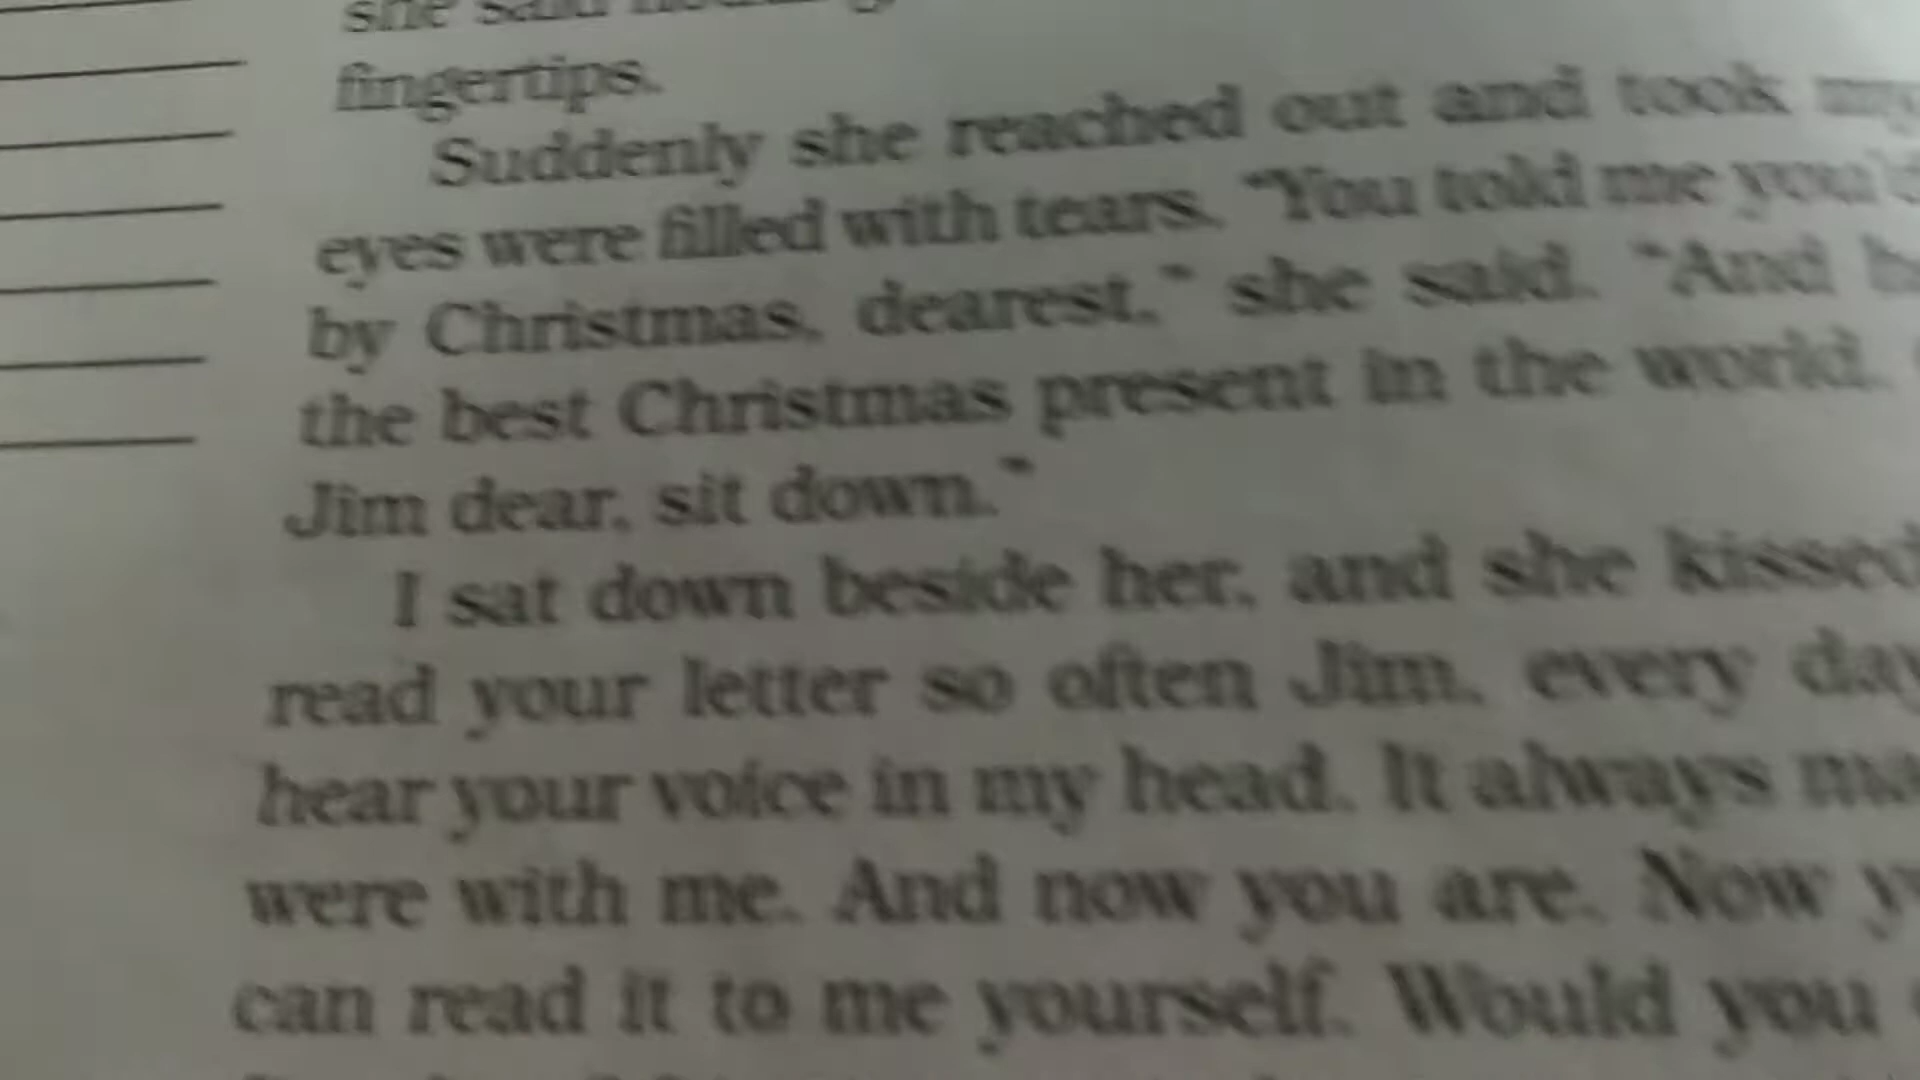 she said
fingertips.
Suddenly she reached out and took my
eyes were filled with tears. "You told me you'd
by Christmas, dearest," she said. "And
the best Christmas present in the world.
Jim dear, sit down."
I sat down beside her, and she kissed
read your letter so often Jim, every day
hear your voice in my head. It always
were with me. And now you are. Now
can read it to me yourself. Would you